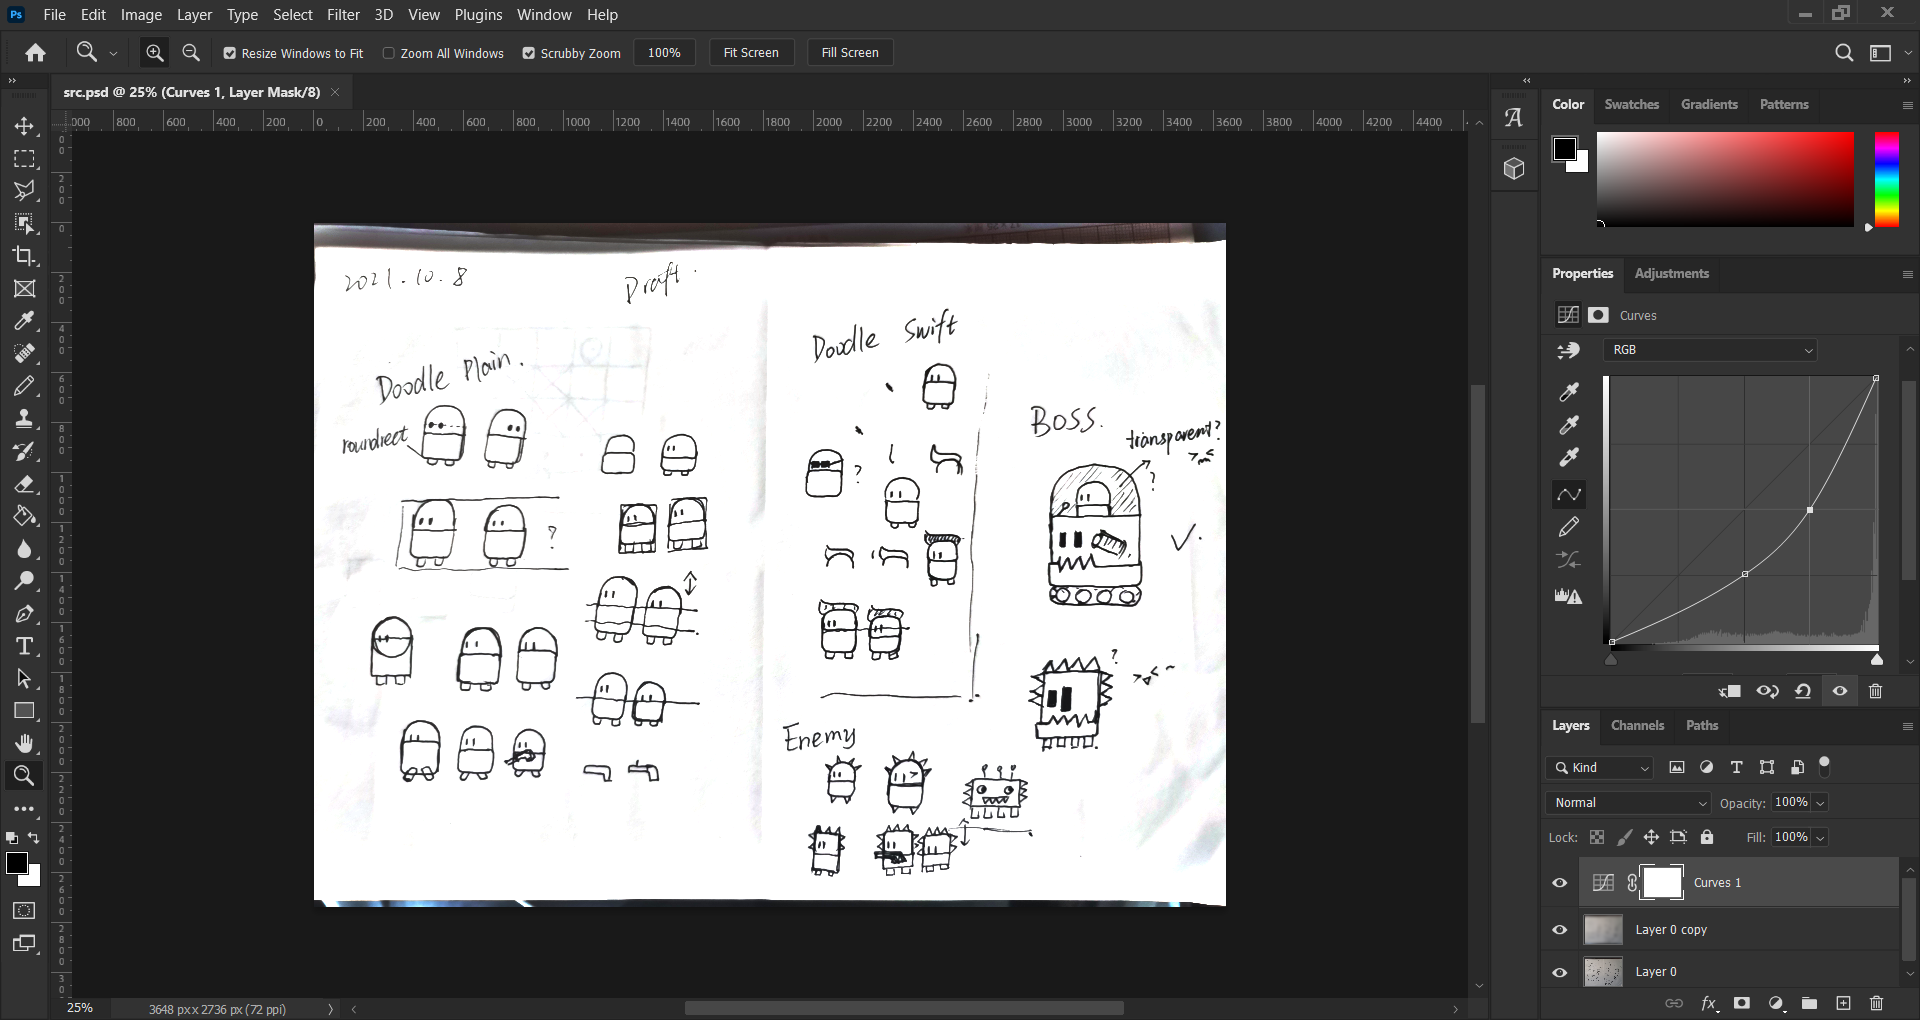 Ps File Edit Image Layer Type Select Filter 3D View Plugins Window Help
Resize Windows to Fit Zoom All Windows Scrubby Zoom 100% Fit Screen Fill Screen
src.psd @ 25% (Curves 1, Layer Mask/8) ×
000 800 600 400 200 0 200 400 600 800 1000 1200 1400 1600 1800 2000 2200 2400 2600 2800 3000 3200 3400 3600 3800 4000 4200 4400
2021.10.8
Draft.
Doodle Plain.
roundrect
?
Doodle Swift
?
BOSS.
transparent?
?
?
Enemy
Color Swatches Gradients Patterns
Properties Adjustments
Curves
RGB
Layers Channels Paths
Kind
Normal Opacity: 100%
Lock: Fill: 100%
Curves 1
Layer 0 copy
Layer 0
fx
25% 3648 px x 2736 px (72 ppi)